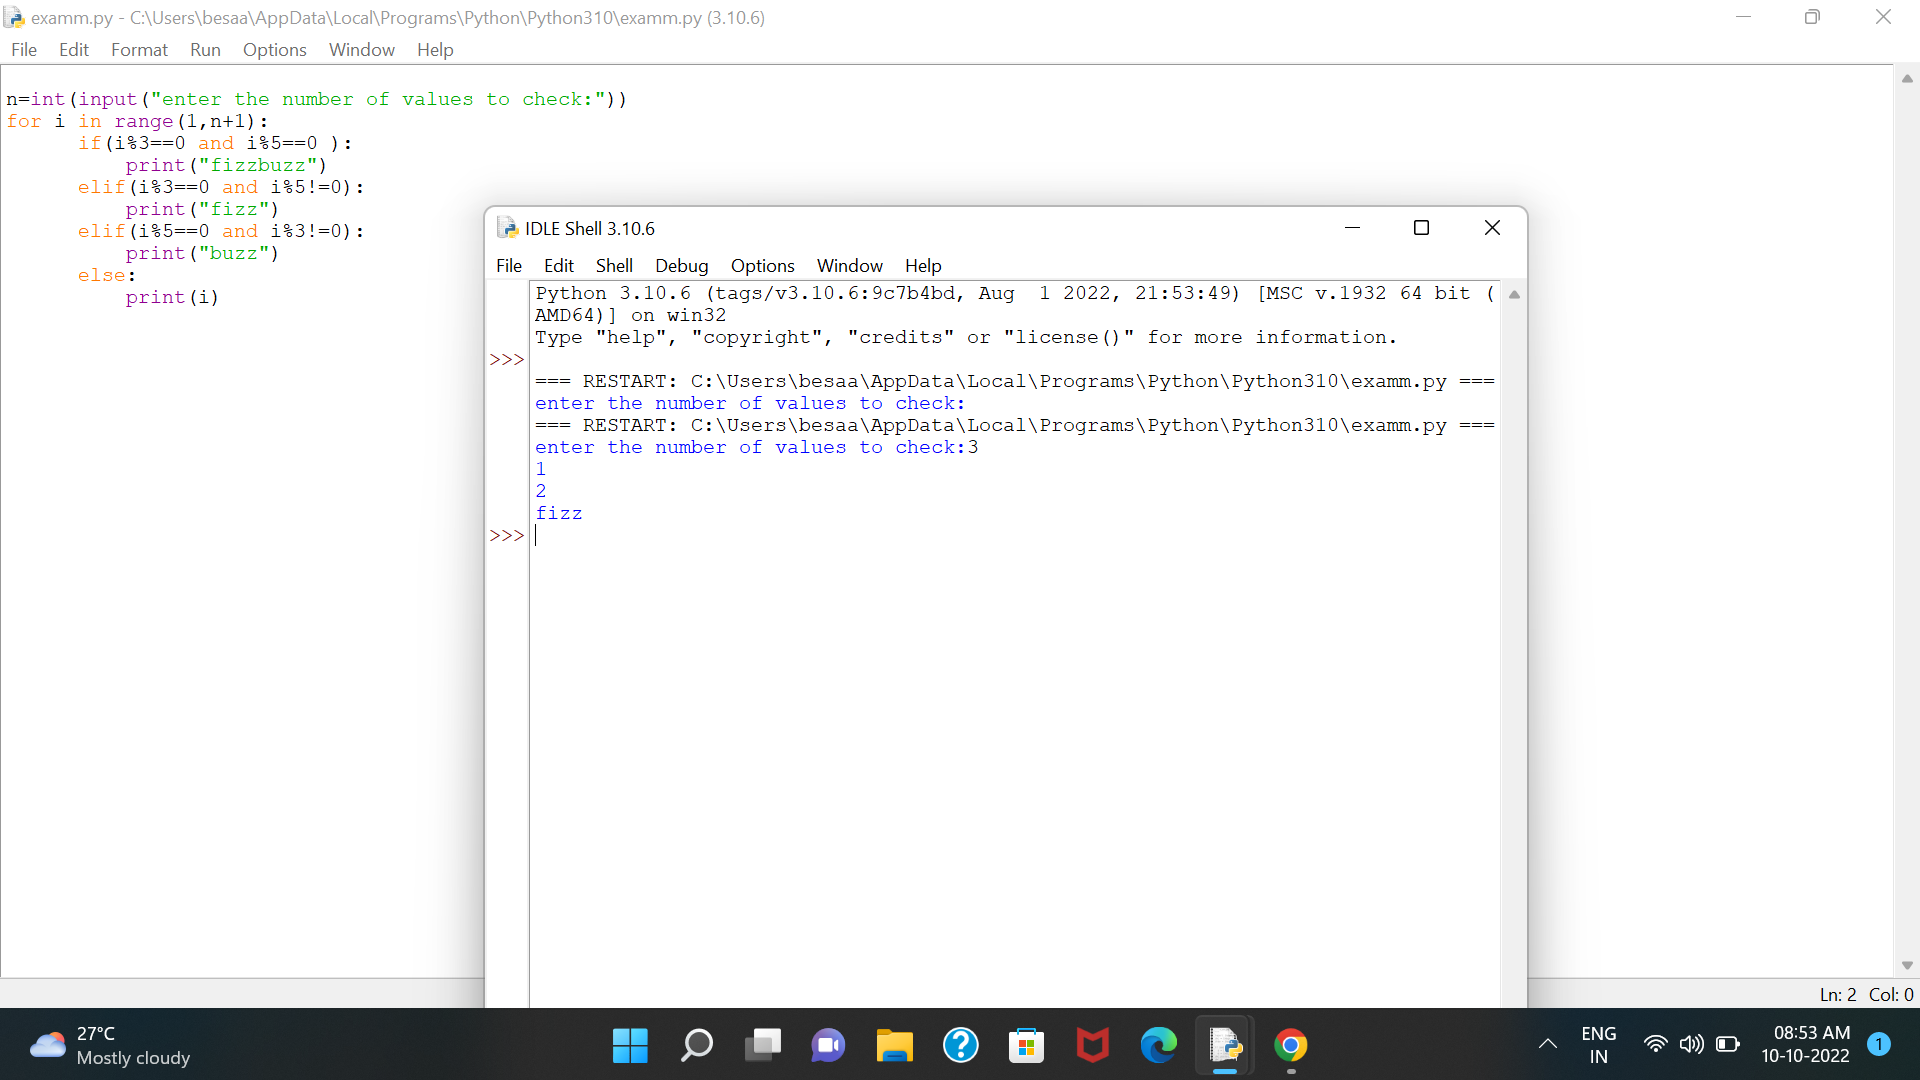 examm.py - C:\Users\besaa\AppData\Local\Programs\Python\Python310\examm.py (3.10.6)
File Edit Format Run Options Window Help
n=int(input("enter the number of values to check:"))
for i in range(1,n+1):
      if(i%3==0 and i%5==0 ):
          print("fizzbuzz")
      elif(i%3==0 and i%5!=0):
          print("fizz")
      elif(i%5==0 and i%3!=0):
          print("buzz")
      else:
          print(i)
IDLE Shell 3.10.6
File Edit Shell Debug Options Window Help
Python 3.10.6 (tags/v3.10.6:9c7b4bd, Aug  1 2022, 21:53:49) [MSC v.1932 64 bit (
AMD64)] on win32
Type "help", "copyright", "credits" or "license()" for more information.
>>>
=== RESTART: C:\Users\besaa\AppData\Local\Programs\Python\Python310\examm.py ===
enter the number of values to check:
=== RESTART: C:\Users\besaa\AppData\Local\Programs\Python\Python310\examm.py ===
enter the number of values to check:3
1
2
fizz
>>>
Ln: 2 Col: 0
27°C
Mostly cloudy
ENG
IN
08:53 AM
10-10-2022
1